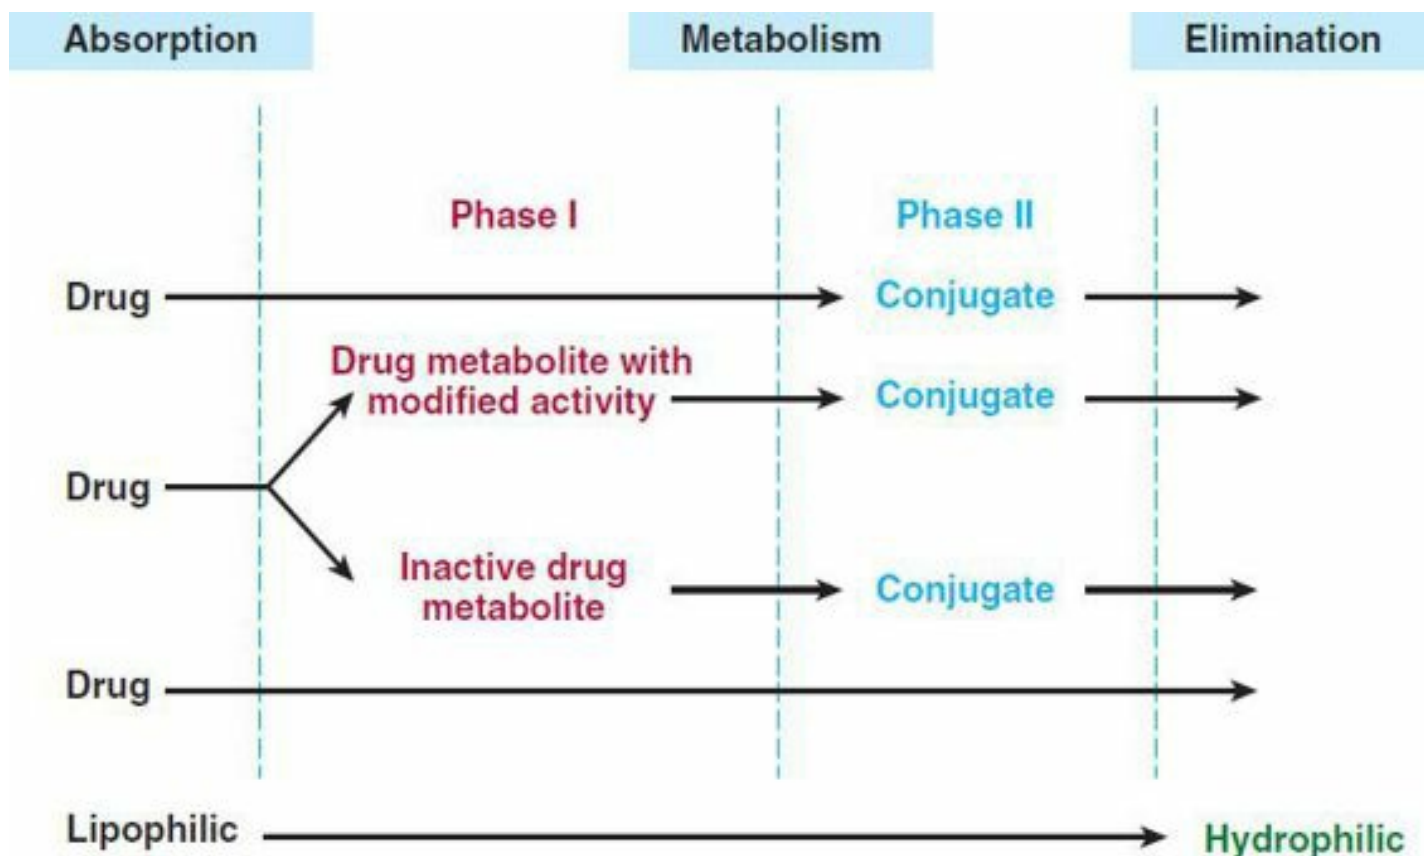 Absorption
Metabolism
Elimination
Phase I
Phase II
Drug
Conjugate
Drug metabolite with
modified activity
Conjugate
Drug
Inactive drug
metabolite
Conjugate
Drug
Lipophilic
Hydrophilic